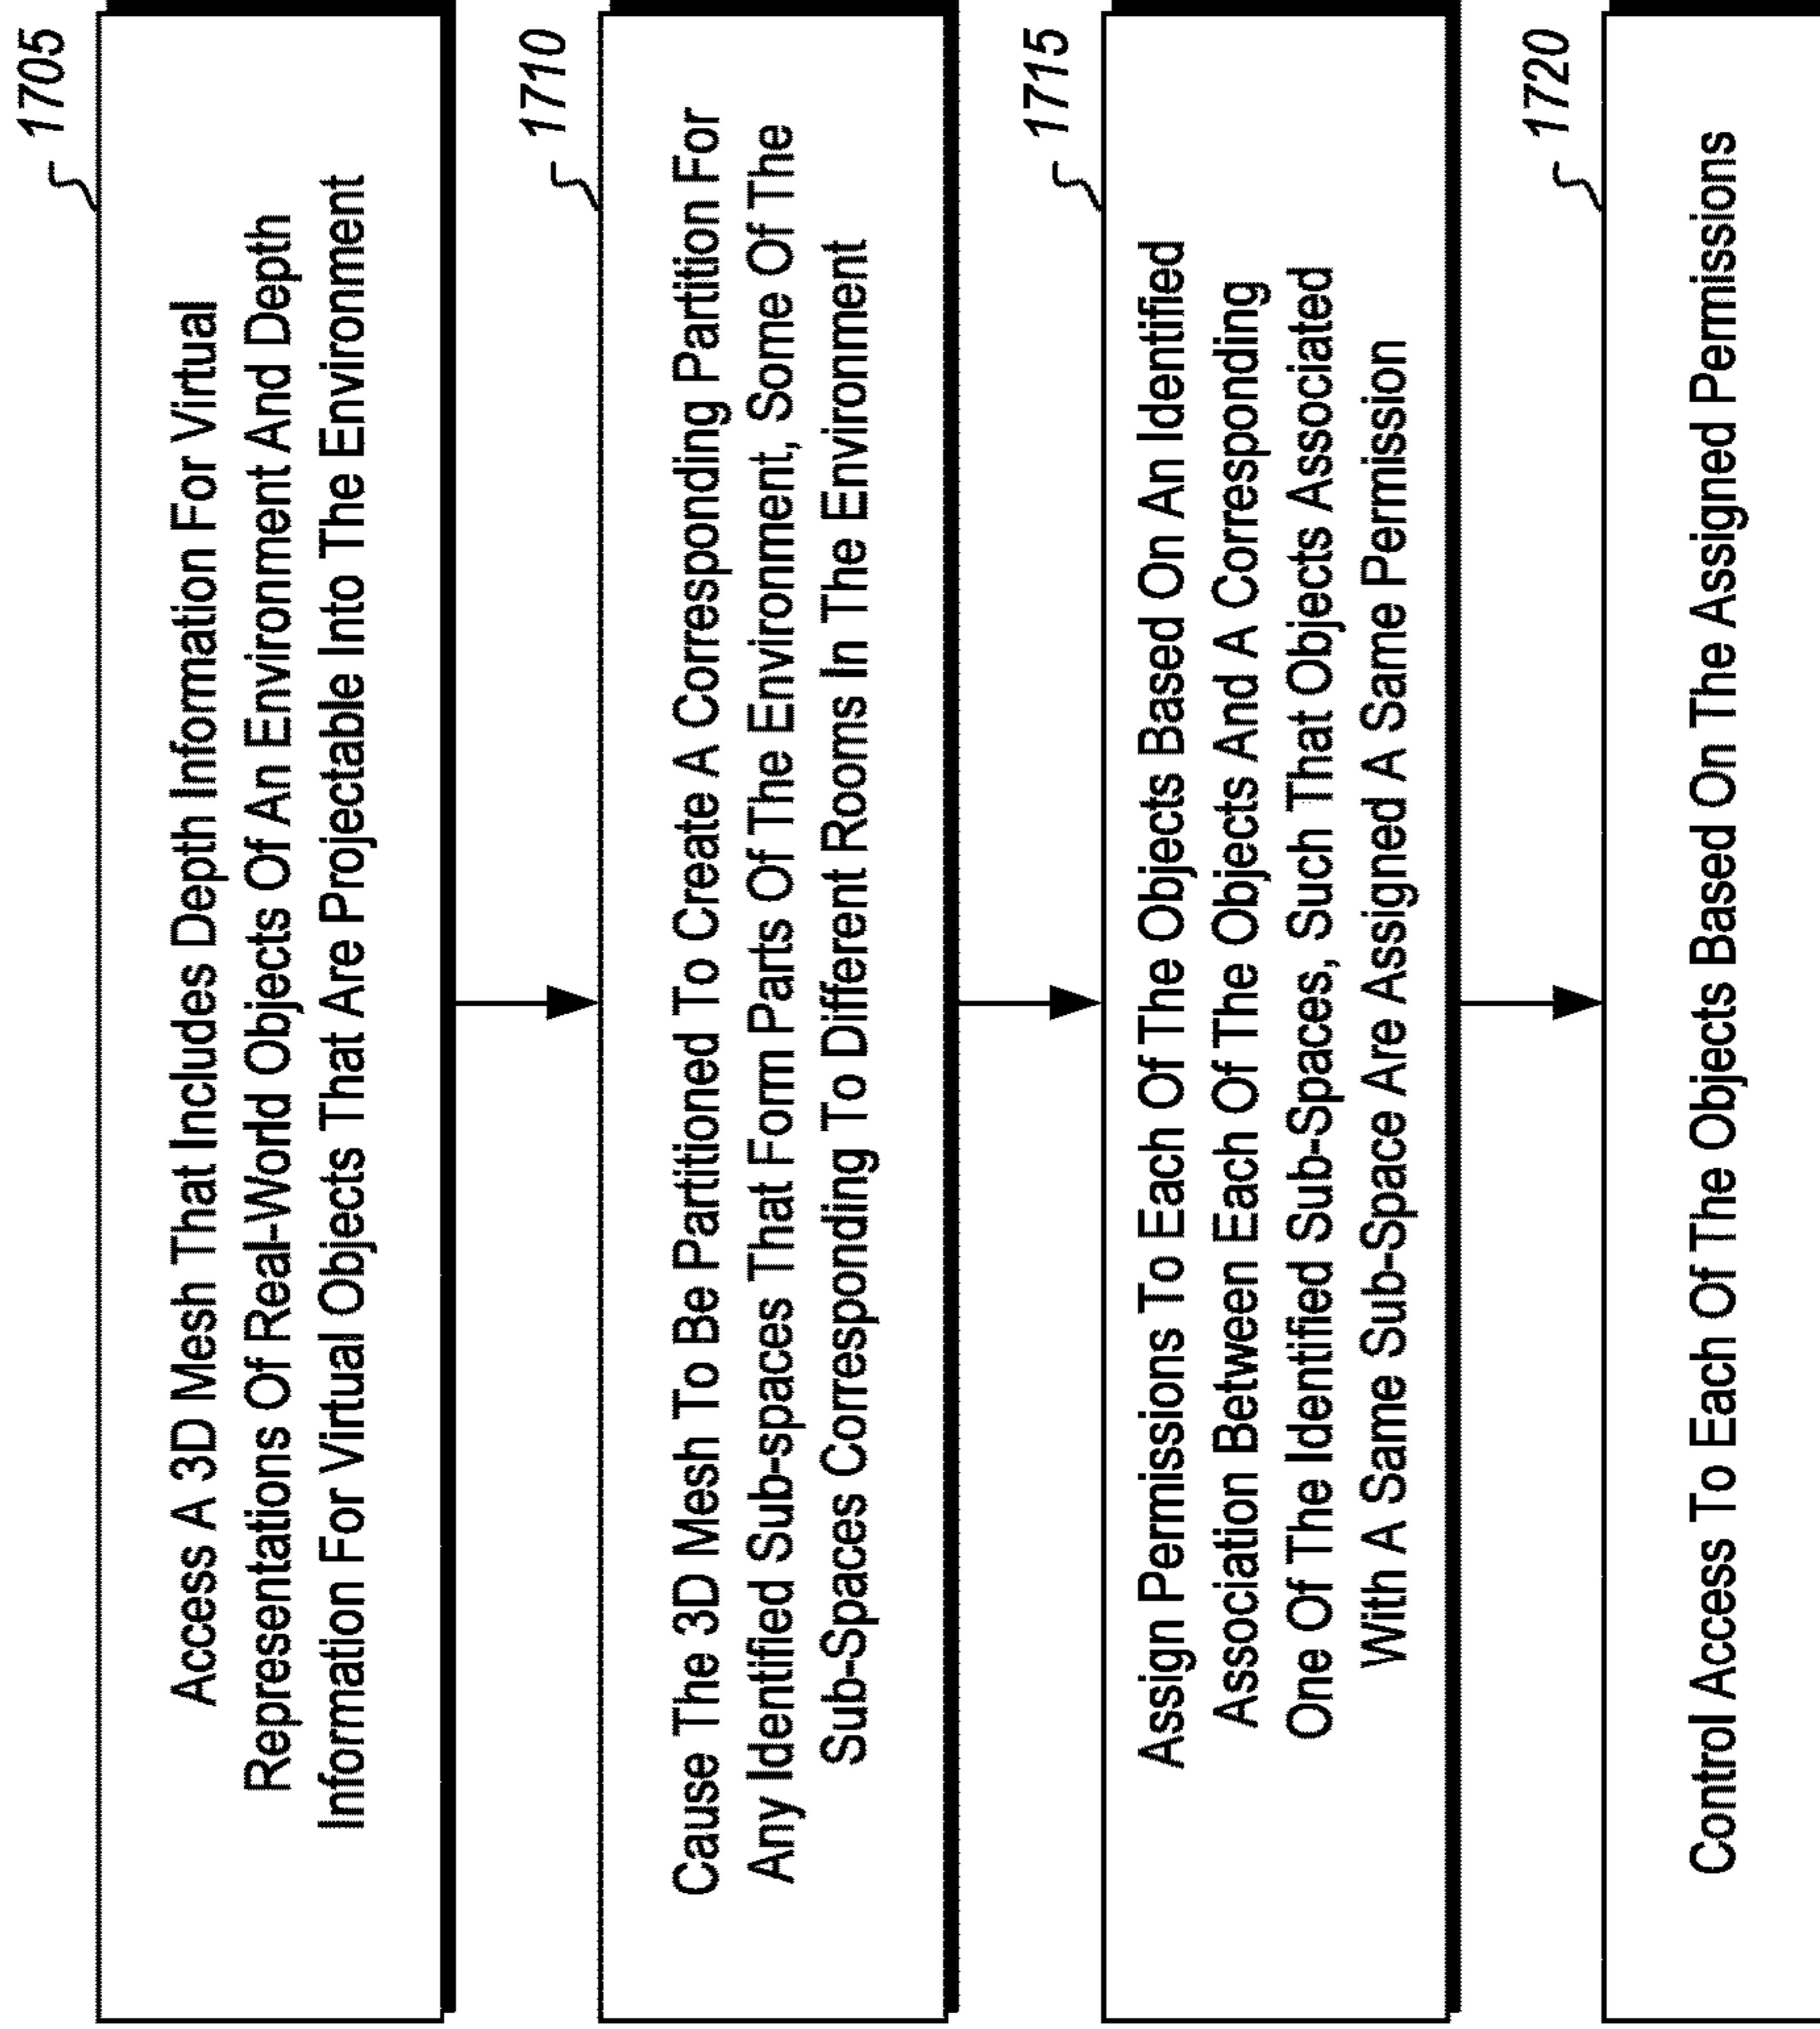 1705
Access A 3D Mesh That Includes Depth Information For Virtual
Representations Of Real-World Objects Of An Environment And Depth
Information For Virtual Objects That Are Projectable Into The Environment
1710
Cause The 3D Mesh To Be Partitioned To Create A Corresponding Partition For
Any Identified Sub-spaces That Form Parts Of The Environment, Some Of The
Sub-Spaces Corresponding To Different Rooms In The Environment
1715
Assign Permissions To Each Of The Objects Based On An Identified
Association Between Each Of The Objects And A Corresponding
One Of The Identified Sub-Spaces, Such That Objects Associated
With A Same Sub-Space Are Assigned A Same Permission
1720
Control Access To Each Of The Objects Based On The Assigned Permissions